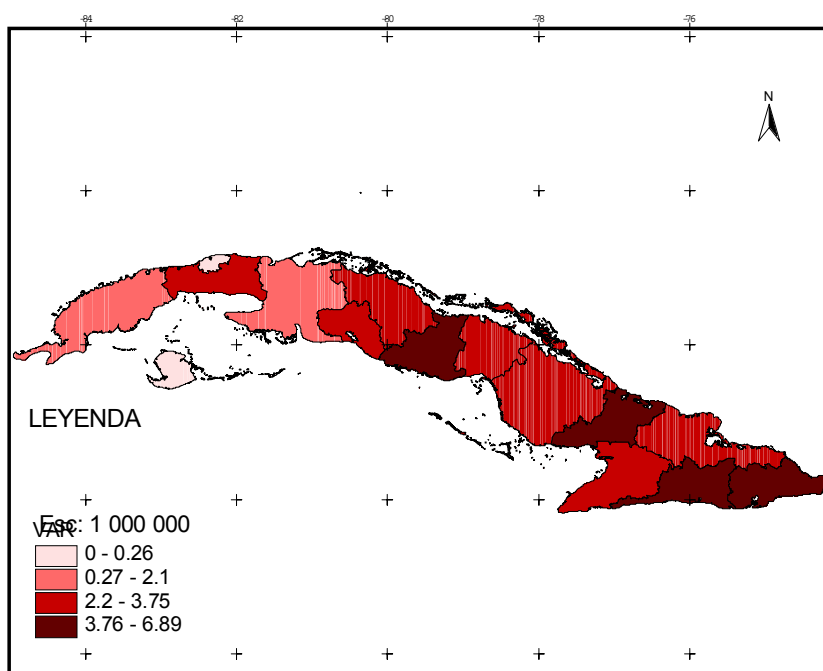 -84 -82 -80 -78 -76
N
LEYENDA
Esc: 1 000 000
VAR
0 - 0.26
0.27 - 2.1
2.2 - 3.75
3.76 - 6.89